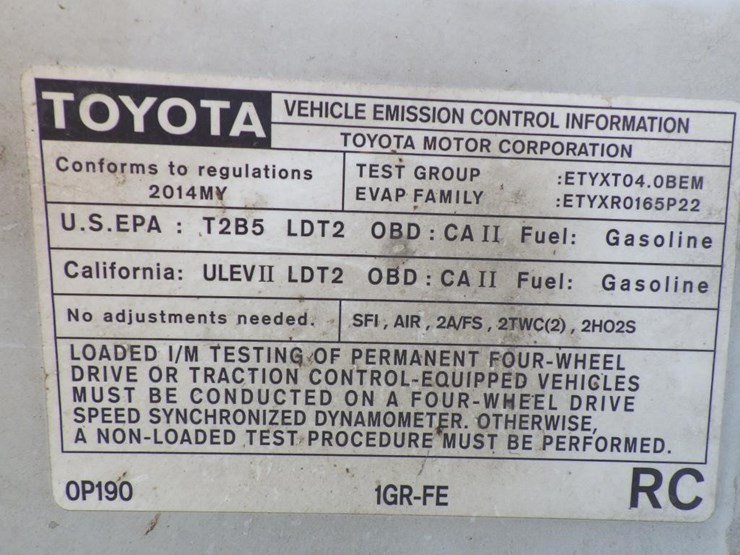 TOYOTA VEHICLE EMISSION CONTROL INFORMATION
TOYOTA MOTOR CORPORATION
Conforms to regulations
2014MY
TEST GROUP :ETYXT04.0BEM
EVAP FAMILY :ETYXR0165P22
U.S.EPA : T2B5 LDT2 OBD : CA II Fuel: Gasoline
California: ULEV II LDT2 OBD : CA II Fuel: Gasoline
No adjustments needed. SFI , AIR , 2A/FS , 2TWC(2) , 2HO2S
LOADED I/M TESTING OF PERMANENT FOUR-WHEEL
DRIVE OR TRACTION CONTROL-EQUIPPED VEHICLES
MUST BE CONDUCTED ON A FOUR-WHEEL DRIVE
SPEED SYNCHRONIZED DYNAMOMETER. OTHERWISE,
A NON-LOADED TEST PROCEDURE MUST BE PERFORMED.
0P190 1GR-FE RC